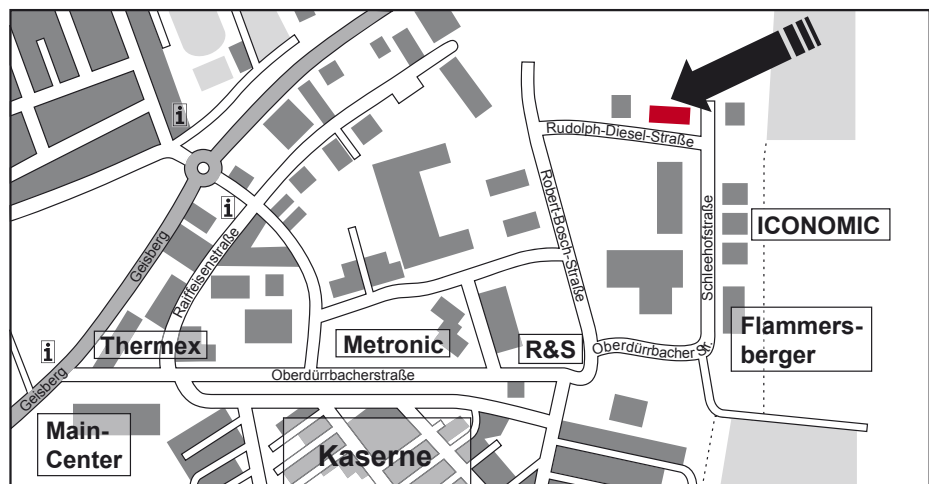 i
Rudolph-Diesel-Straße
Robert-Bosch-Straße
Schleehofstraße
i
ICONOMIC
Geisberg
Raiffeisenstraße
Flammers-
berger
Thermex
Metronic
R&S
Oberdürrbacher Str.
i
Oberdürrbacherstraße
Geisberg
Main-
Center
Kaserne